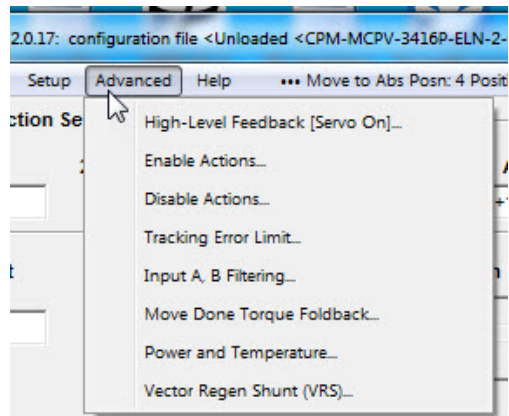 2.0.17: configuration file <Unloaded <CPM-MCPV-3416P-ELN-2-
Setup Advanced Help ••• Move to Abs Posn: 4 Posit
ction Se
High-Level Feedback [Servo On]...
Enable Actions...
Disable Actions...
Tracking Error Limit...
Input A, B Filtering...
Move Done Torque Foldback...
Power and Temperature...
Vector Regen Shunt (VRS)...